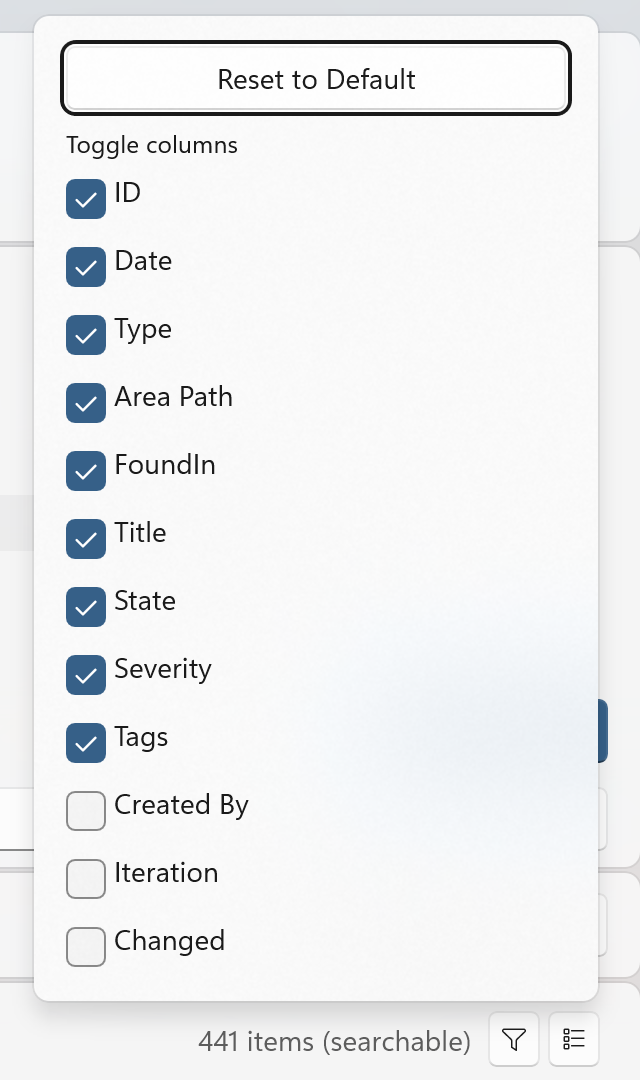 Reset to Default
Toggle columns
ID
Date
Type
Area Path
FoundIn
Title
State
Severity
Tags
Created By
Iteration
Changed
441 items (searchable)